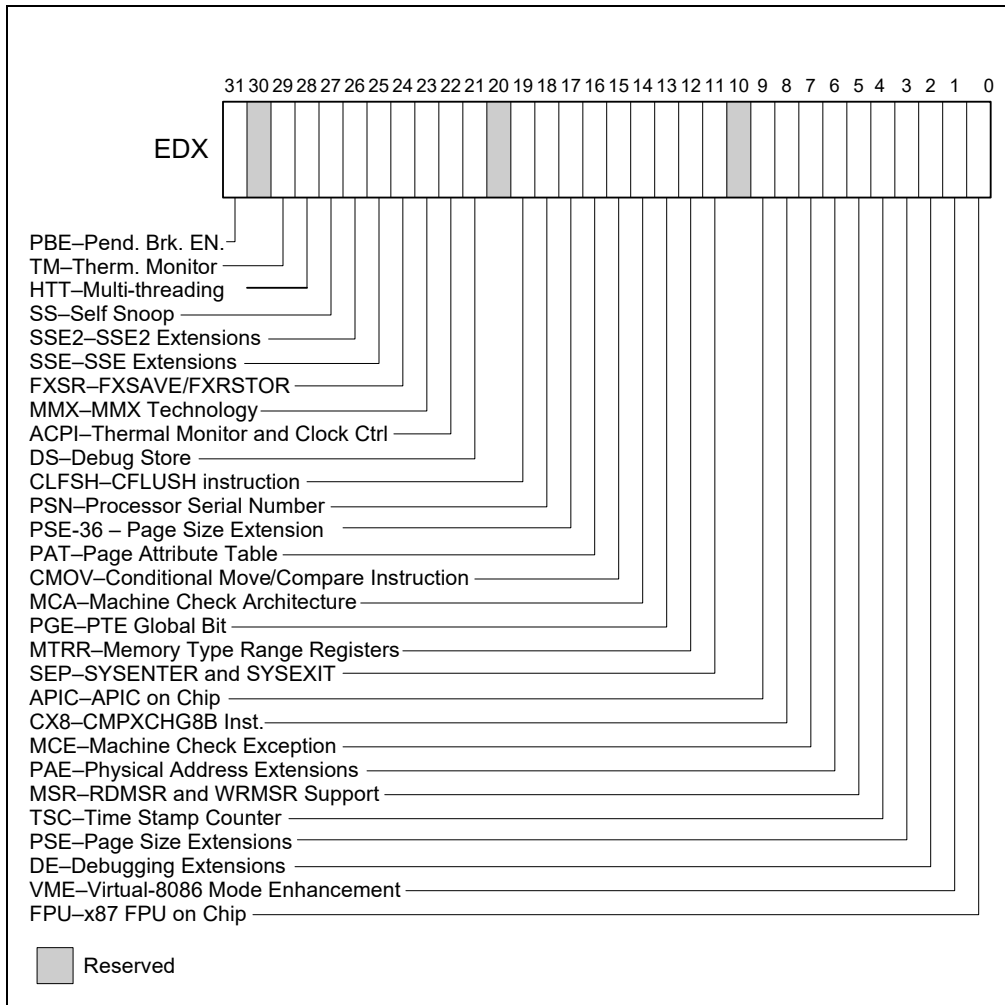 31 30 29 28 27 26 25 24 23 22 21 20 19 18 17 16 15 14 13 12 11 10 9 8 7 6 5 4 3 2 1 0
EDX
PBE–Pend. Brk. EN.
TM–Therm. Monitor
HTT–Multi-threading
SS–Self Snoop
SSE2–SSE2 Extensions
SSE–SSE Extensions
FXSR–FXSAVE/FXRSTOR
MMX–MMX Technology
ACPI–Thermal Monitor and Clock Ctrl
DS–Debug Store
CLFSH–CFLUSH instruction
PSN–Processor Serial Number
PSE-36 – Page Size Extension
PAT–Page Attribute Table
CMOV–Conditional Move/Compare Instruction
MCA–Machine Check Architecture
PGE–PTE Global Bit
MTRR–Memory Type Range Registers
SEP–SYSENTER and SYSEXIT
APIC–APIC on Chip
CX8–CMPXCHG8B Inst.
MCE–Machine Check Exception
PAE–Physical Address Extensions
MSR–RDMSR and WRMSR Support
TSC–Time Stamp Counter
PSE–Page Size Extensions
DE–Debugging Extensions
VME–Virtual-8086 Mode Enhancement
FPU–x87 FPU on Chip
Reserved